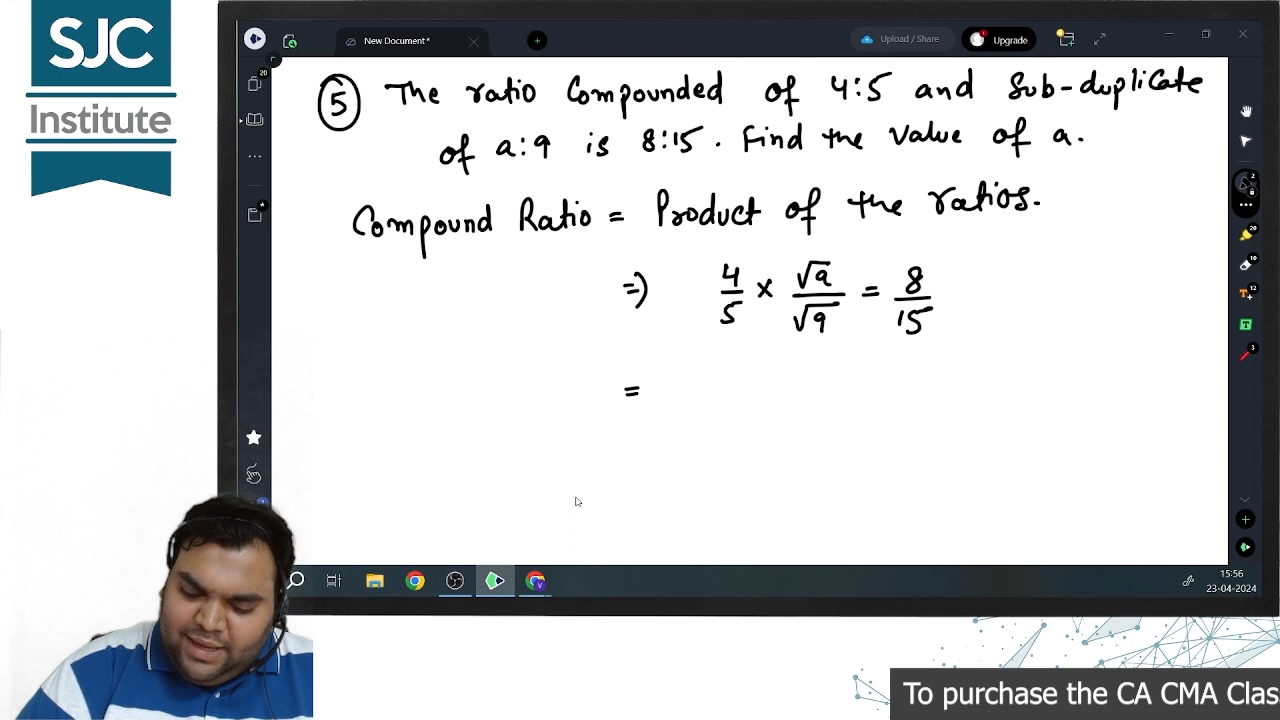 SJC
Institute
New Document*
Upload / Share
Upgrade
20
5 The ratio Compounded of 4:5 and Sub-duplicate
of a:9 is 8:15. Find the value of a.
Compound Ratio = Product of the ratios.
=> 4/5 × √a/√9 = 8/15
=
15:56
23-04-2024
To purchase the CA CMA Clas